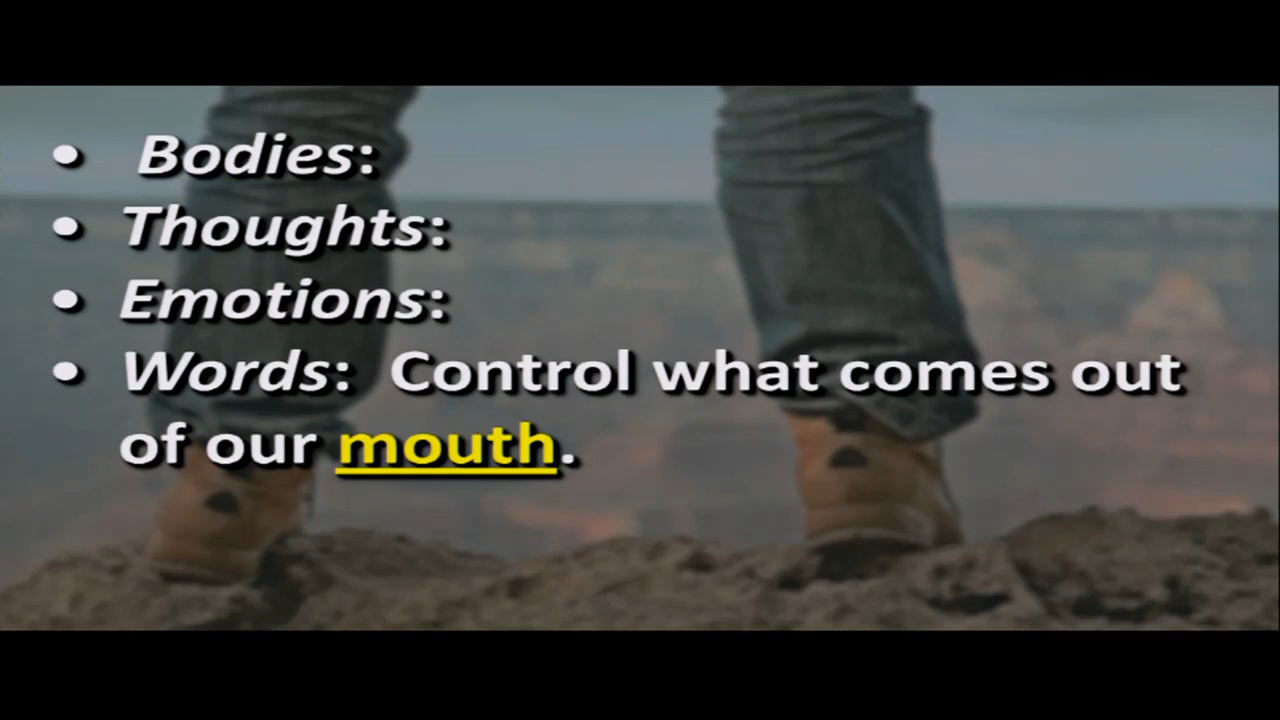 • Bodies:
• Thoughts:
• Emotions:
• Words: Control what comes out
of our mouth.